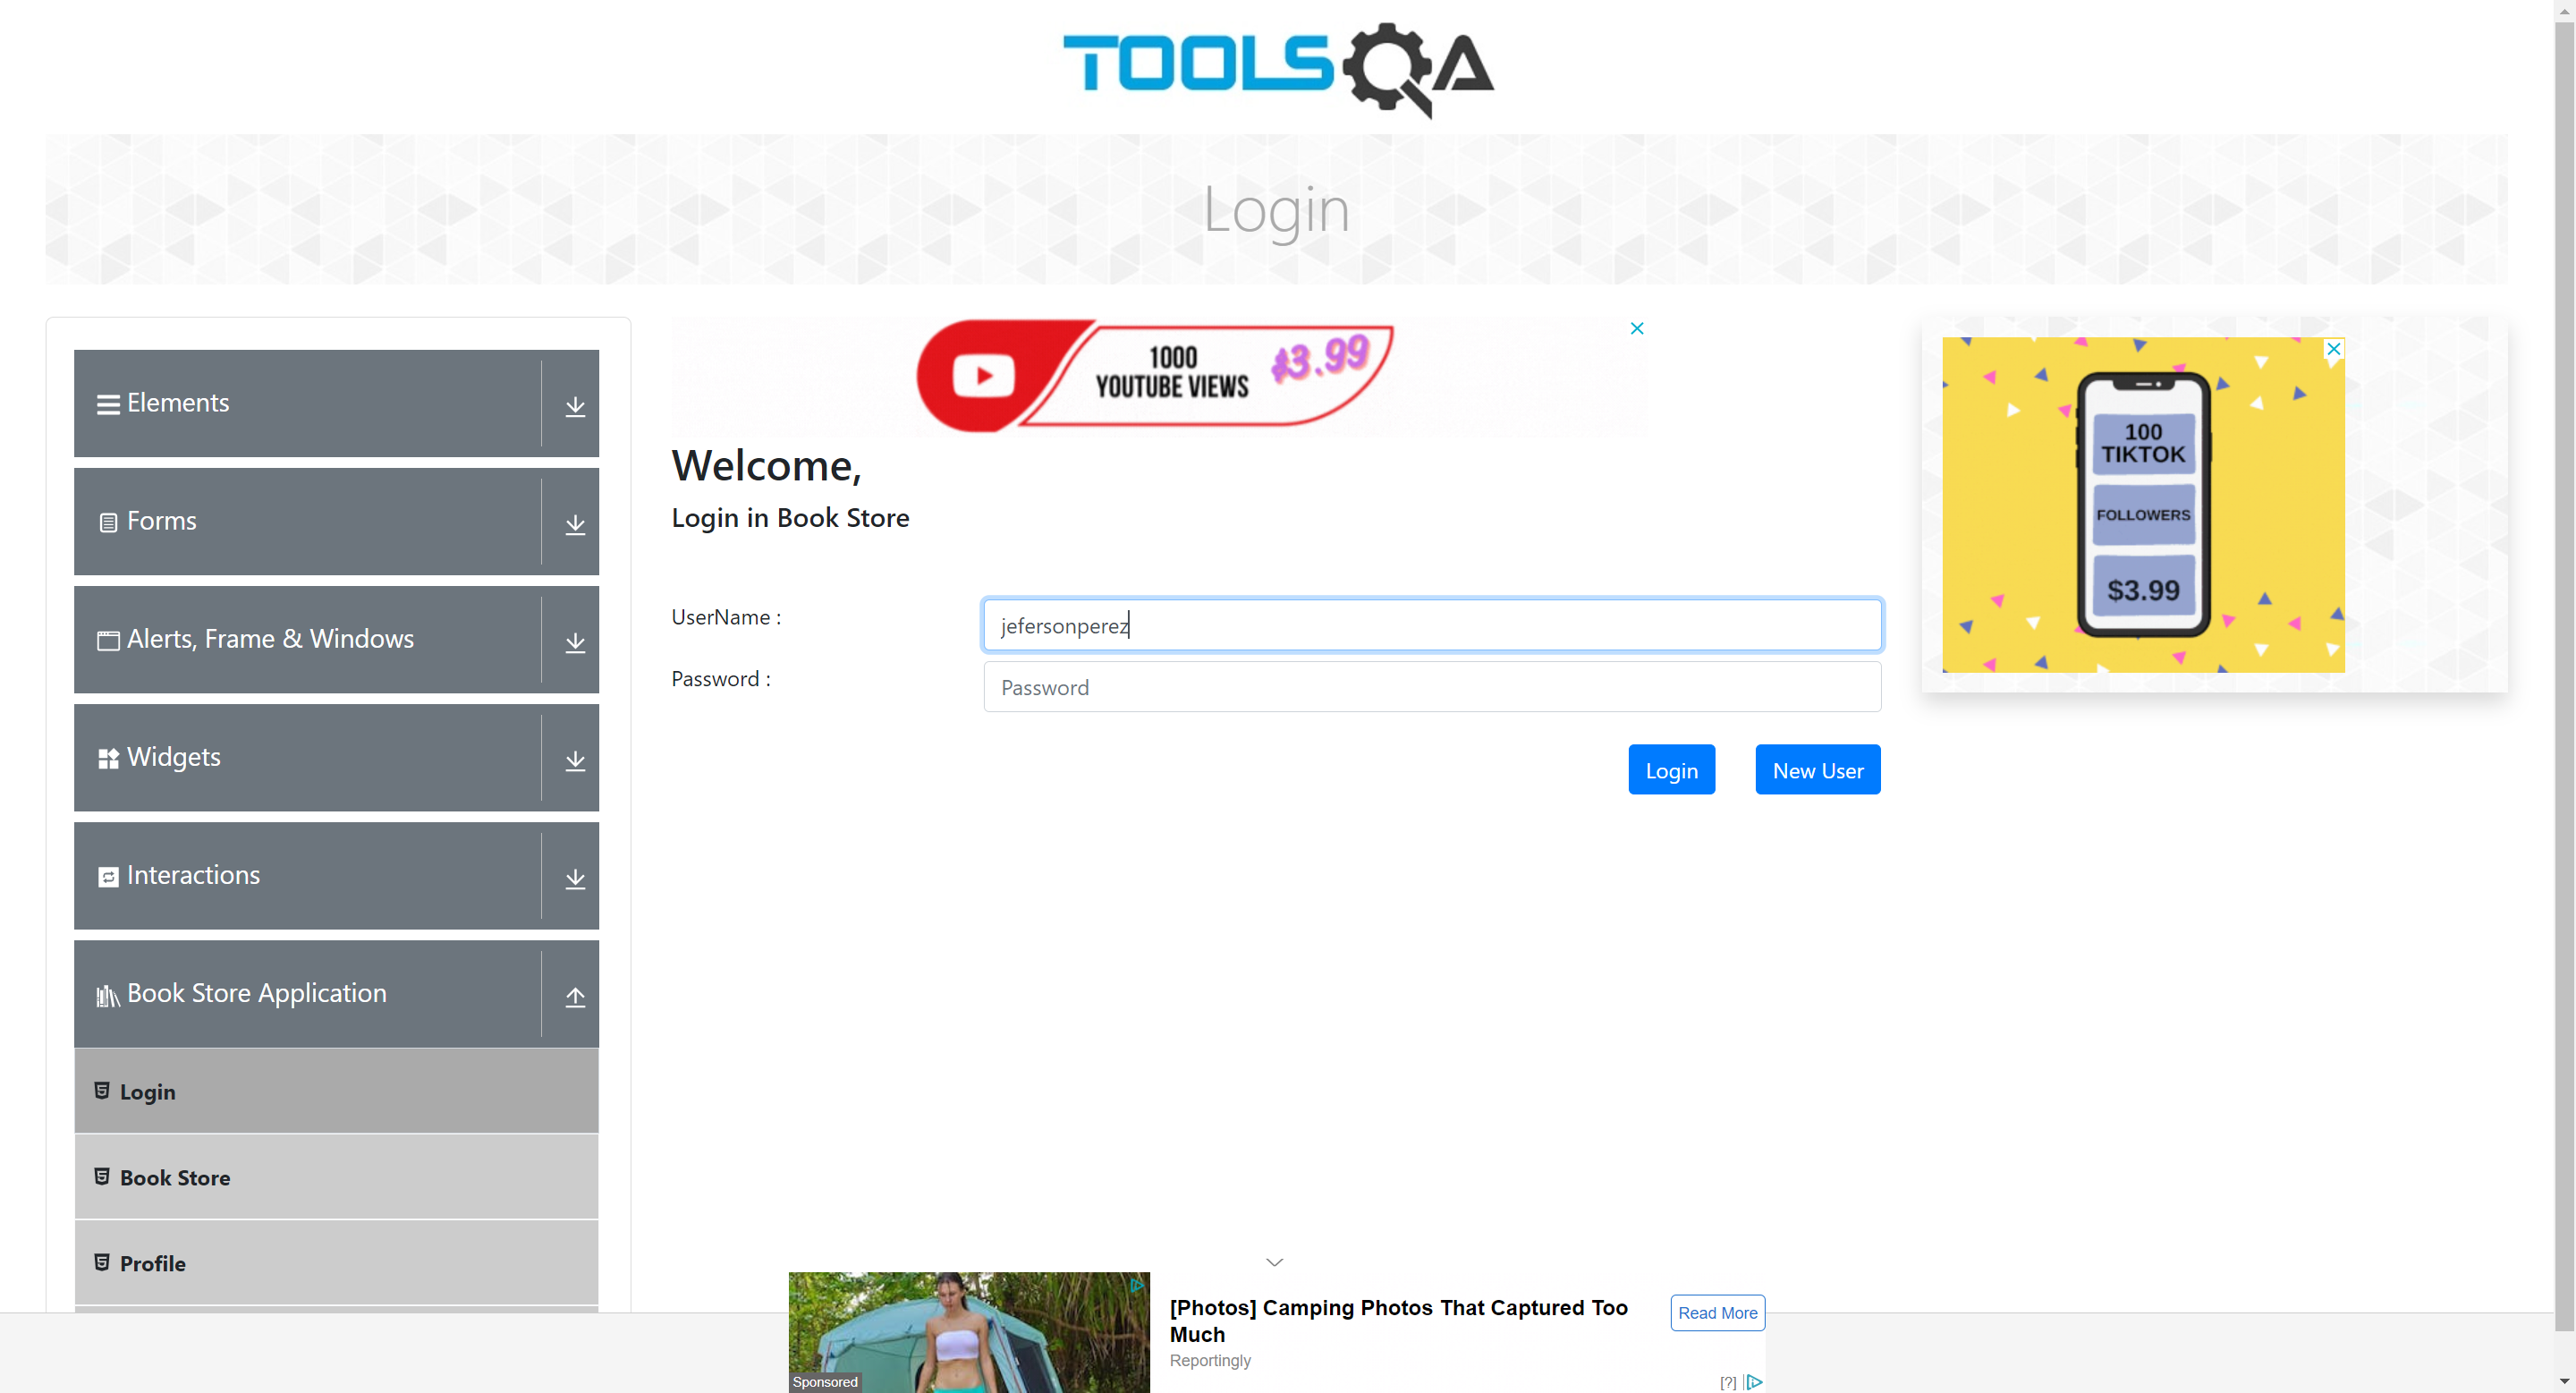 TOOLSQA
Login
Elements
Forms
Alerts, Frame & Windows
Widgets
Interactions
Book Store Application
Login
Book Store
Profile
1000
YOUTUBE VIEWS
$3.99
Welcome,
Login in Book Store
UserName :
jefersonperez
Password :
Password
Login
New User
100
TIKTOK
FOLLOWERS
$3.99
Sponsored
[Photos] Camping Photos That Captured Too
Much
Reportingly
Read More
[?]